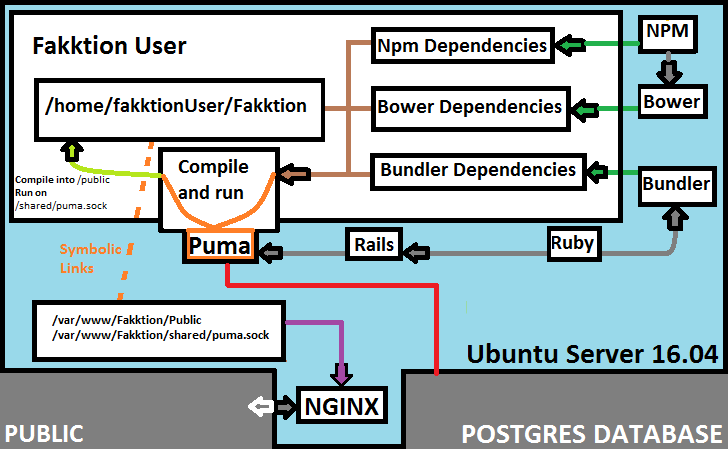 Fakktion User
Npm Dependencies
NPM
/home/fakktionUser/Fakktion
Bower Dependencies
Bower
Compile
and run
Bundler Dependencies
Bundler
Compile into /public
Run on
/shared/puma.sock
Symbolic
Links
Puma
Rails
Ruby
/var/www/Fakktion/Public
/var/www/Fakktion/shared/puma.sock
Ubuntu Server 16.04
NGINX
PUBLIC
POSTGRES DATABASE